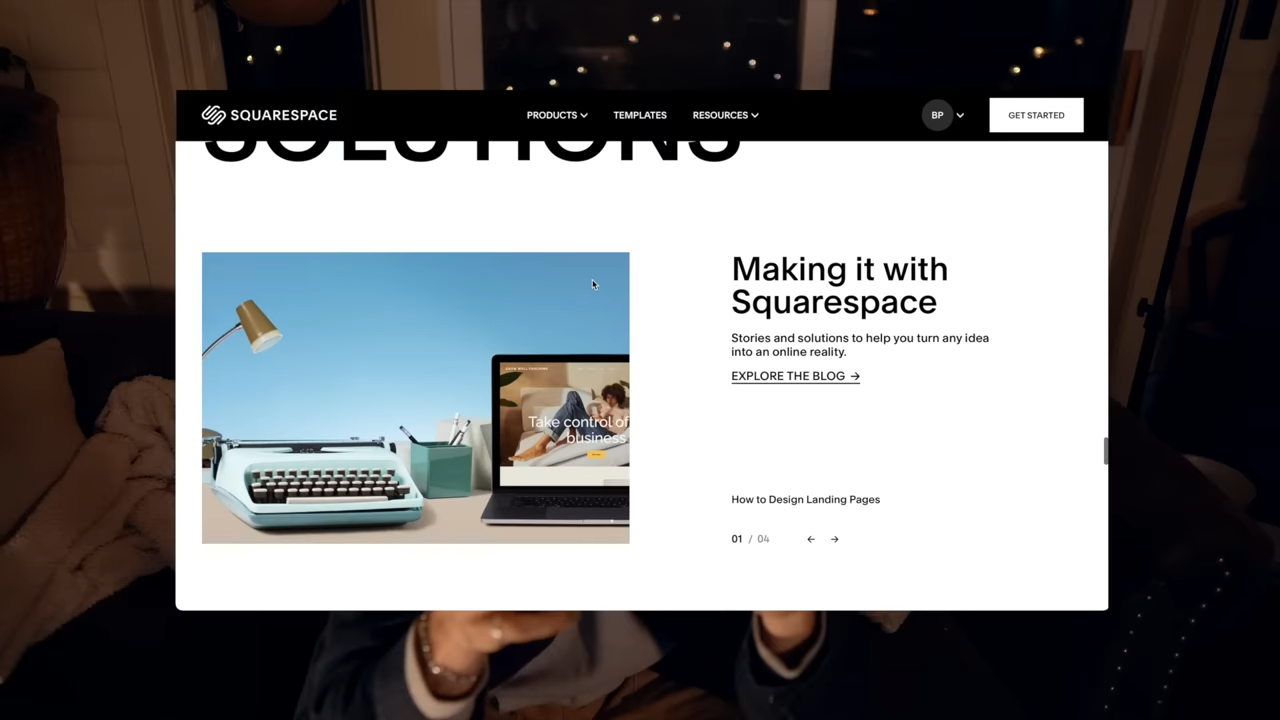 SQUARESPACE
PRODUCTS
TEMPLATES
RESOURCES
BP
GET STARTED
SOLUTIONS
Making it with
Squarespace
Stories and solutions to help you turn any idea
into an online reality.
EXPLORE THE BLOG →
Take control of
business
How to Design Landing Pages
01 / 04 ← →